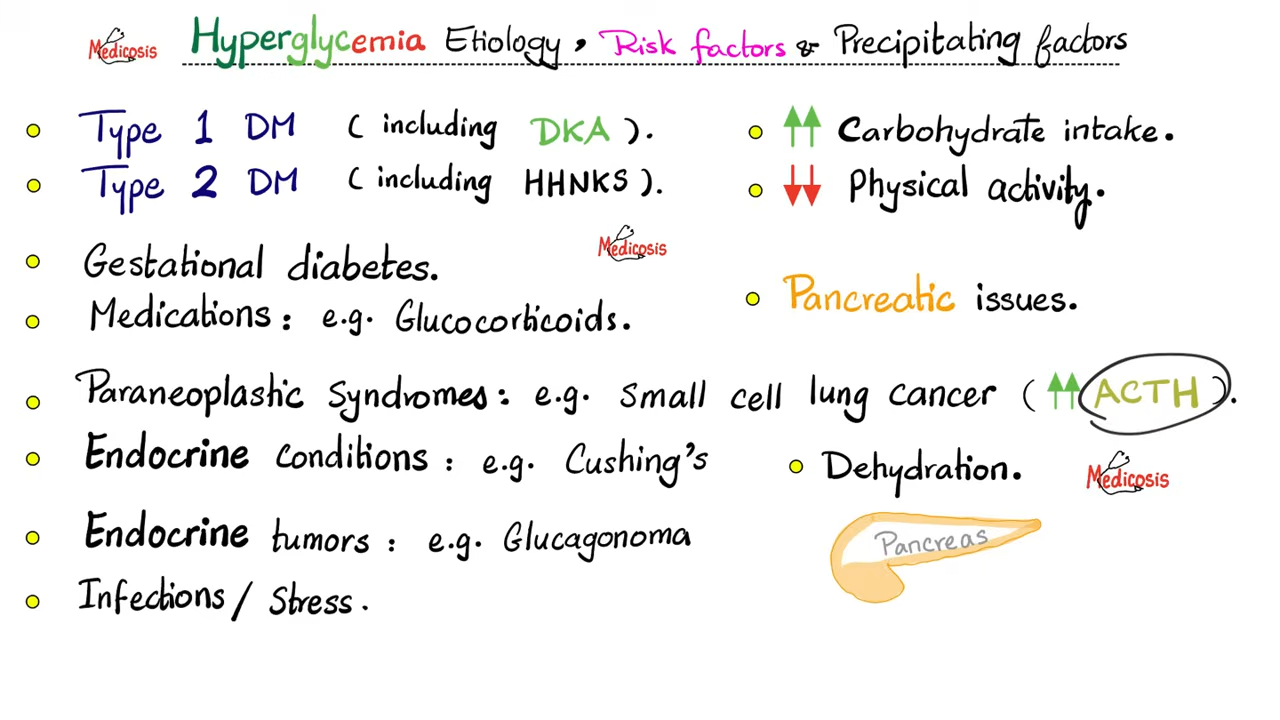 Medicosis
Hyperglycemia Etiology, Risk factors & Precipitating factors
Type 1 DM (including DKA).
Type 2 DM (including HHNKS).
Gestational diabetes.
Medications: e.g. Glucocorticoids.
↑↑ Carbohydrate intake.
↓↓ Physical activity.
Medicosis
Pancreatic issues.
Paraneoplastic Syndromes: e.g. Small cell lung cancer (↑↑ ACTH).
Endocrine conditions: e.g. Cushing's
Endocrine tumors: e.g. Glucagonoma
Infections/Stress.
Dehydration.
Medicosis
Pancreas